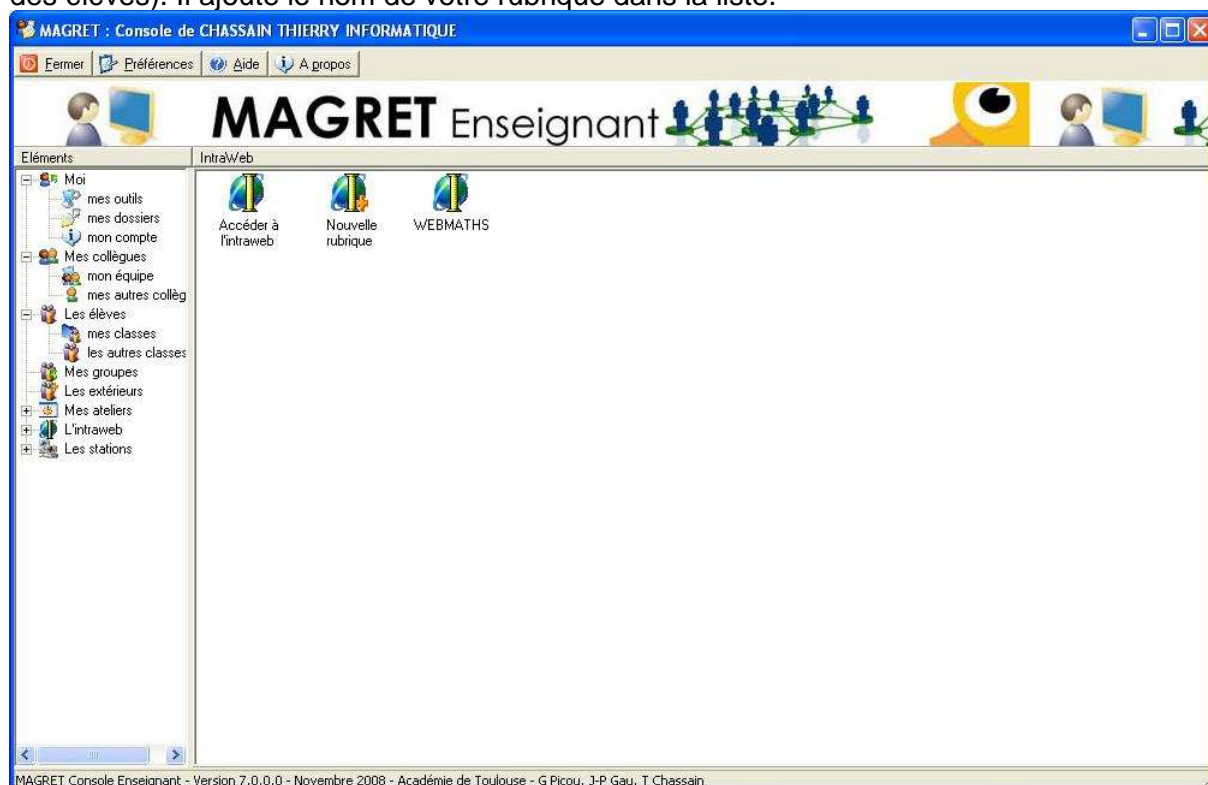 des élèves). Il ajoute le nom de votre rubrique dans la liste.
MAGRET : Console de CHASSAIN THIERRY INFORMATIQUE
Fermer Préférences Aide A propos
MAGRET Enseignant
Eléments
IntraWeb
Moi
mes outils
mes dossiers
mon compte
Mes collègues
mon équipe
mes autres collèg
Les élèves
mes classes
les autres classes
Mes groupes
Les extérieurs
Mes ateliers
L'intraweb
Les stations
Accéder à
l'intraweb
Nouvelle
rubrique
WEBMATHS
MAGRET Console Enseignant - Version 7.0.0.0 - Novembre 2008 - Académie de Toulouse - G Picou, J-P Gau, T Chassain